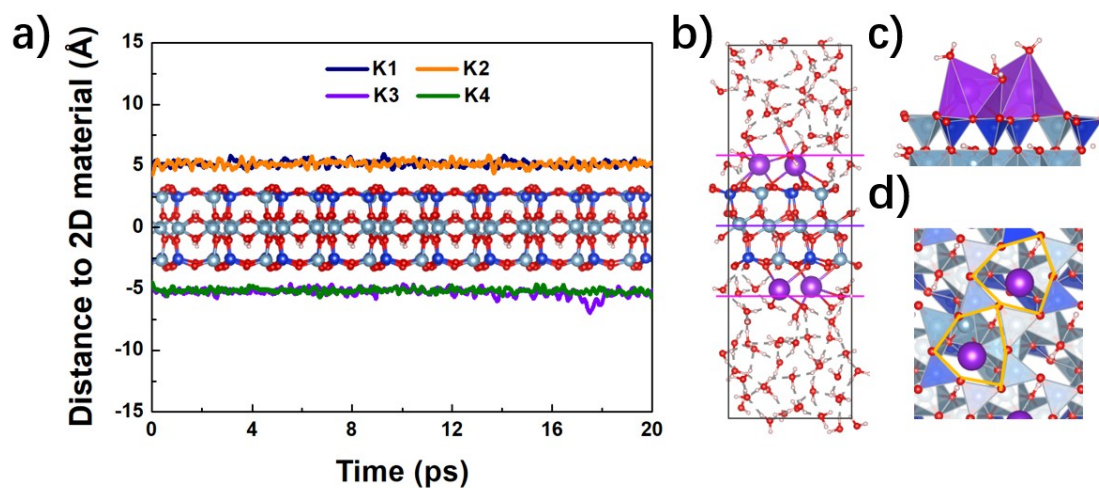 a)
Distance to 2D material (Å)
15
10
5
0
-5
-10
-15
K1
K2
K3
K4
0
4
8
12
16
20
Time (ps)
b)
c)
d)